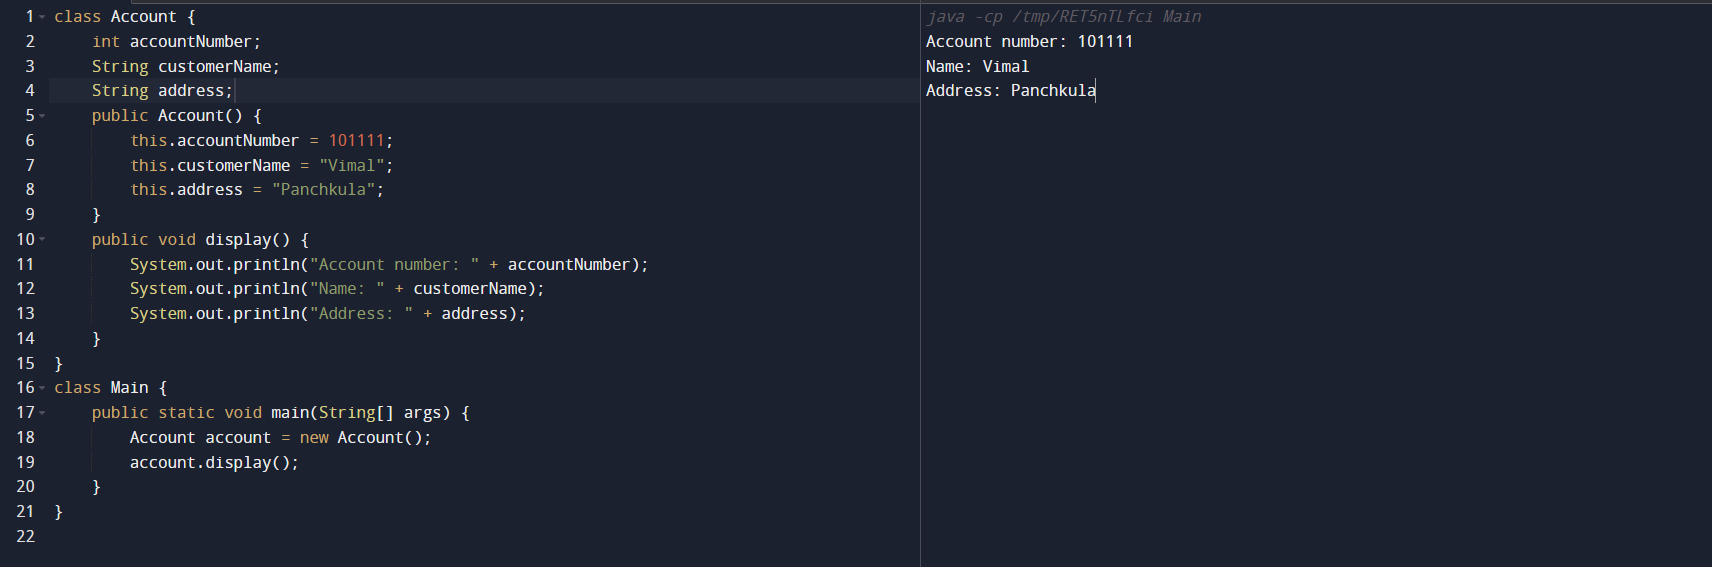 1 class Account {
2     int accountNumber;
3     String customerName;
4     String address;
5     public Account() {
6         this.accountNumber = 101111;
7         this.customerName = "Vimal";
8         this.address = "Panchkula";
9     }
10     public void display() {
11         System.out.println("Account number: " + accountNumber);
12         System.out.println("Name: " + customerName);
13         System.out.println("Address: " + address);
14     }
15 }
16 class Main {
17     public static void main(String[] args) {
18         Account account = new Account();
19         account.display();
20     }
21 }
22
java -cp /tmp/RET5nTLfci Main
Account number: 101111
Name: Vimal
Address: Panchkula